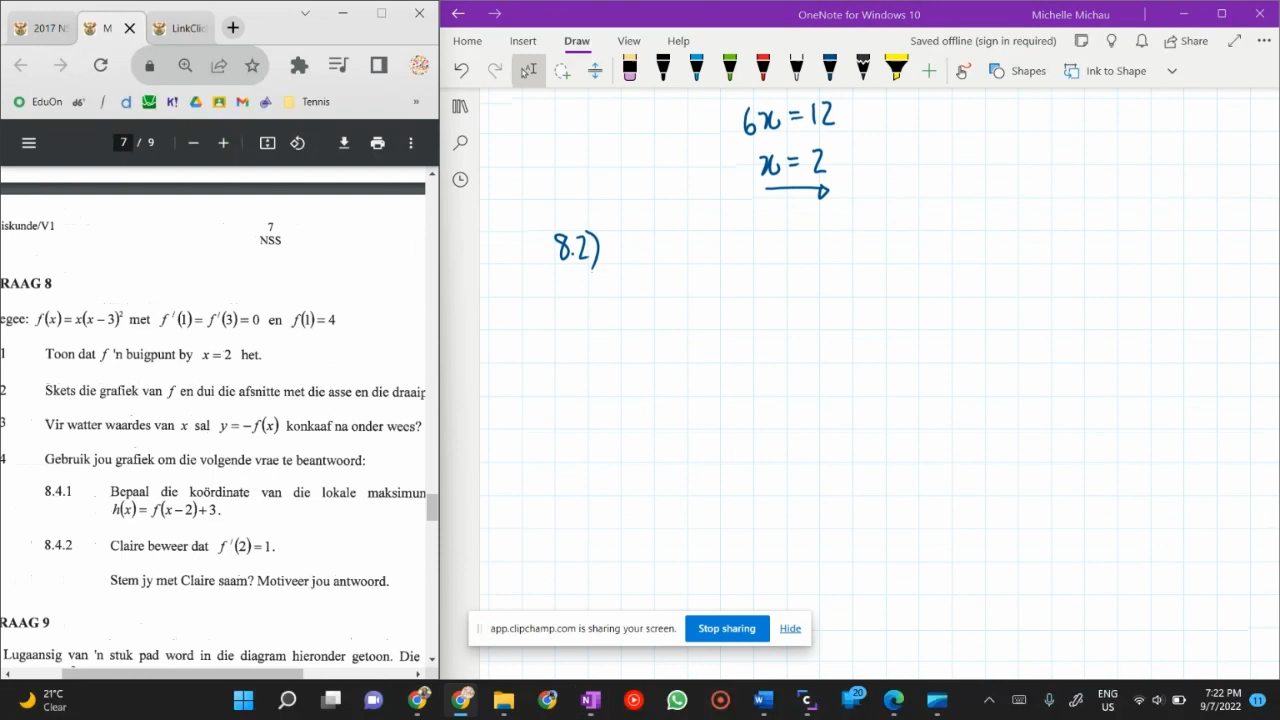 2017 NS
M
LinkClic
EduOn
Tennis
7 / 9
iskunde/V1
7
NSS
RAAG 8
egee: f(x) = x(x − 3)² met f ′(1) = f ′(3) = 0 en f(1) = 4
1 Toon dat f 'n buigpunt by x = 2 het.
2 Skets die grafiek van f en dui die afsnitte met die asse en die draaip
3 Vir watter waardes van x sal y = −f(x) konkaaf na onder wees?
4 Gebruik jou grafiek om die volgende vrae te beantwoord:
8.4.1 Bepaal die koördinate van die lokale maksimum
h(x) = f(x − 2) + 3.
8.4.2 Claire beweer dat f ′(2) = 1.
Stem jy met Claire saam? Motiveer jou antwoord.
RAAG 9
Lugaansig van 'n stuk pad word in die diagram hieronder getoon. Die
OneNote for Windows 10
Michelle Michau
Home Insert Draw View Help
Saved offline (sign in required)
Share
Shapes
Ink to Shape
6x = 12
x = 2
8.2)
app.clipchamp.com is sharing your screen.
Stop sharing
Hide
21°C
Clear
20
ENG
US
7:22 PM
9/7/2022
11